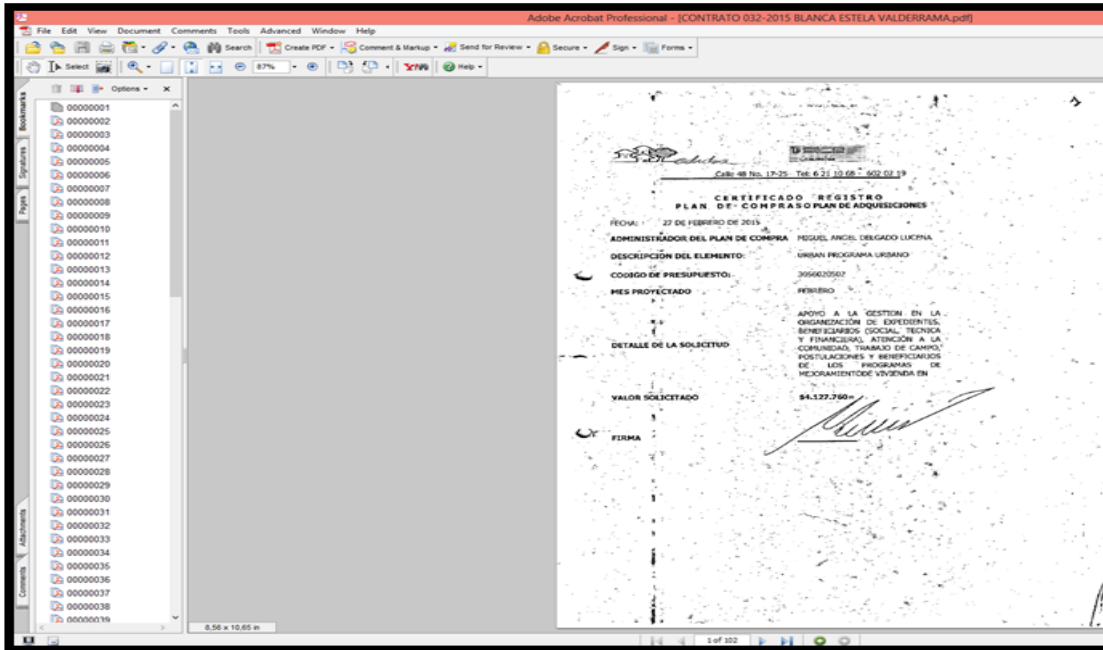 Adobe Acrobat Professional - [CONTRATO 032-2015 BLANCA ESTELA VALDERRAMA.pdf]
File Edit View Document Comments Tools Advanced Window Help
Search Create PDF Comment & Markup Send for Review Secure Sign Forms
Select 87% Help
Options
Bookmarks
Signatures
Pages
Attachments
Comments
00000001
00000002
00000003
00000004
00000005
00000006
00000007
00000008
00000009
00000010
00000011
00000012
00000013
00000014
00000015
00000016
00000017
00000018
00000019
00000020
00000021
00000022
00000023
00000024
00000025
00000026
00000027
00000028
00000029
00000030
00000031
00000032
00000033
00000034
00000035
00000036
00000037
00000038
00000039
Calle 48 No. 17-25 Tel: 6 21 10 68 - 602 02 19
CERTIFICADO REGISTRO
PLAN DE COMPRAS O PLAN DE ADQUISICIONES
FECHA: 27 DE FEBRERO DE 2015
ADMINISTRADOR DEL PLAN DE COMPRA MIGUEL ANGEL DELGADO LUCENA
DESCRIPCIÓN DEL ELEMENTO: URBAN PROGRAMA URBANO
CODIGO DE PRESUPUESTO: 3056020502
MES PROYECTADO FEBRERO
DETALLE DE LA SOLICITUD
APOYO A LA GESTION EN LA
ORGANIZACIÓN DE EXPEDIENTES,
BENEFICIARIOS (SOCIAL, TECNICA
Y FINANCIERA), ATENCIÓN A LA
COMUNIDAD, TRABAJO DE CAMPO,
POSTULACIONES Y BENEFICIARIOS
DE LOS PROGRAMAS DE
MEJORAMIENTODE VIVIENDA EN
VALOR SOLICITADO $4.127.760=
FIRMA
8,56 x 10,65 in
1 of 102